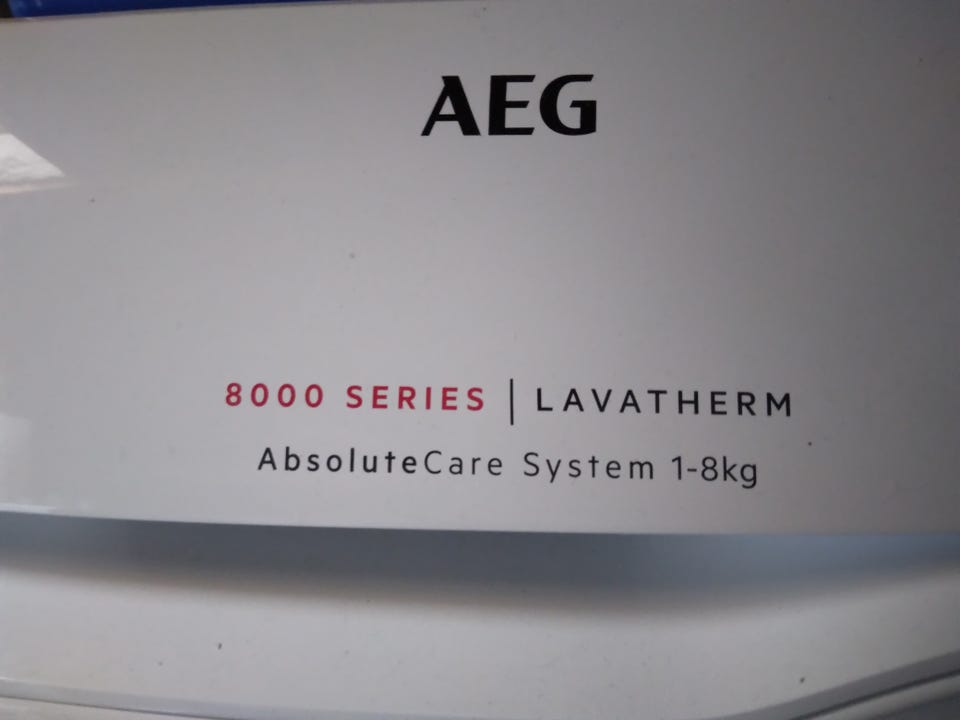 AEG
8000 SERIES | LAVATHERM
AbsoluteCare System 1-8kg